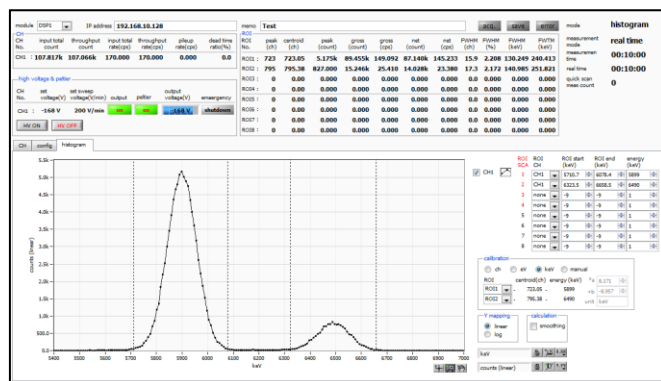 module DSP1 IP address 192.168.10.128 memo Test acq. save error mode histogram
CH
CH No. input total count throughput count input total rate(cps) throughput rate(cps) pileup rate(cps) dead time ratio(%)
CH1 : 107.817k 107.066k 170.000 170.000 0.000 0.0
ROI
ROI No. peak (ch) centroid (ch) peak (count) gross (count) gross (cps) net (count) net (cps) FWHM (ch) FWHM (%) FWHM (keV) FWTM (keV)
ROI1 : 723 723.05 5.175k 89.455k 149.092 87.140k 145.233 15.9 2.208 130.249 240.413
ROI2 : 795 795.38 827.000 15.246k 25.410 14.028k 23.380 17.3 2.172 140.985 251.821
ROI3 : 0 0.00 0.000 0.000 0.000 0.000 0.000 0.0 0.000 0.000 0.000
ROI4 : 0 0.00 0.000 0.000 0.000 0.000 0.000 0.0 0.000 0.000 0.000
ROI5 : 0 0.00 0.000 0.000 0.000 0.000 0.000 0.0 0.000 0.000 0.000
ROI6 : 0 0.00 0.000 0.000 0.000 0.000 0.000 0.0 0.000 0.000 0.000
ROI7 : 0 0.00 0.000 0.000 0.000 0.000 0.000 0.0 0.000 0.000 0.000
ROI8 : 0 0.00 0.000 0.000 0.000 0.000 0.000 0.0 0.000 0.000 0.000
measurement mode real time
measuremen time 00:10:00
real time 00:10:00
quick scan meas count 0
high voltage & peltier
CH No. set voltage(V) set sweep voltage(V/min) output peltier output voltage(V) emergency
CH1 : -168 V 200 V/min on on -168 V shutdown
HV ON HV OFF
CH config histogram
counts (linear)
5.5k
5.0k
4.5k
4.0k
3.5k
3.0k
2.5k
2.0k
1.5k
1.0k
500.0
0.0
5400 5500 5600 5700 5800 5900 6000 6100 6200 6300 6400 6500 6600 6700 6800 6900 7000
keV
CH1
ROI SCA ROI CH ROI start (keV) ROI end (keV) energy (keV)
1 CH1 5710.7 6078.4 5899
2 CH1 6323.5 6658.5 6490
3 none -9 -9 1
4 none -9 -9 1
5 none -9 -9 1
6 none -9 -9 1
7 none -9 -9 1
8 none -9 -9 1
calibration
ch eV keV manual
ROI centroid(ch) energy (keV)
ROI1 - 723.05 - 5899 *a 8.171
ROI2 - 795.38 - 6490 +b -8.957
unit keV
Y mapping
linear
log
calculation
smoothing
keV
counts (linear)